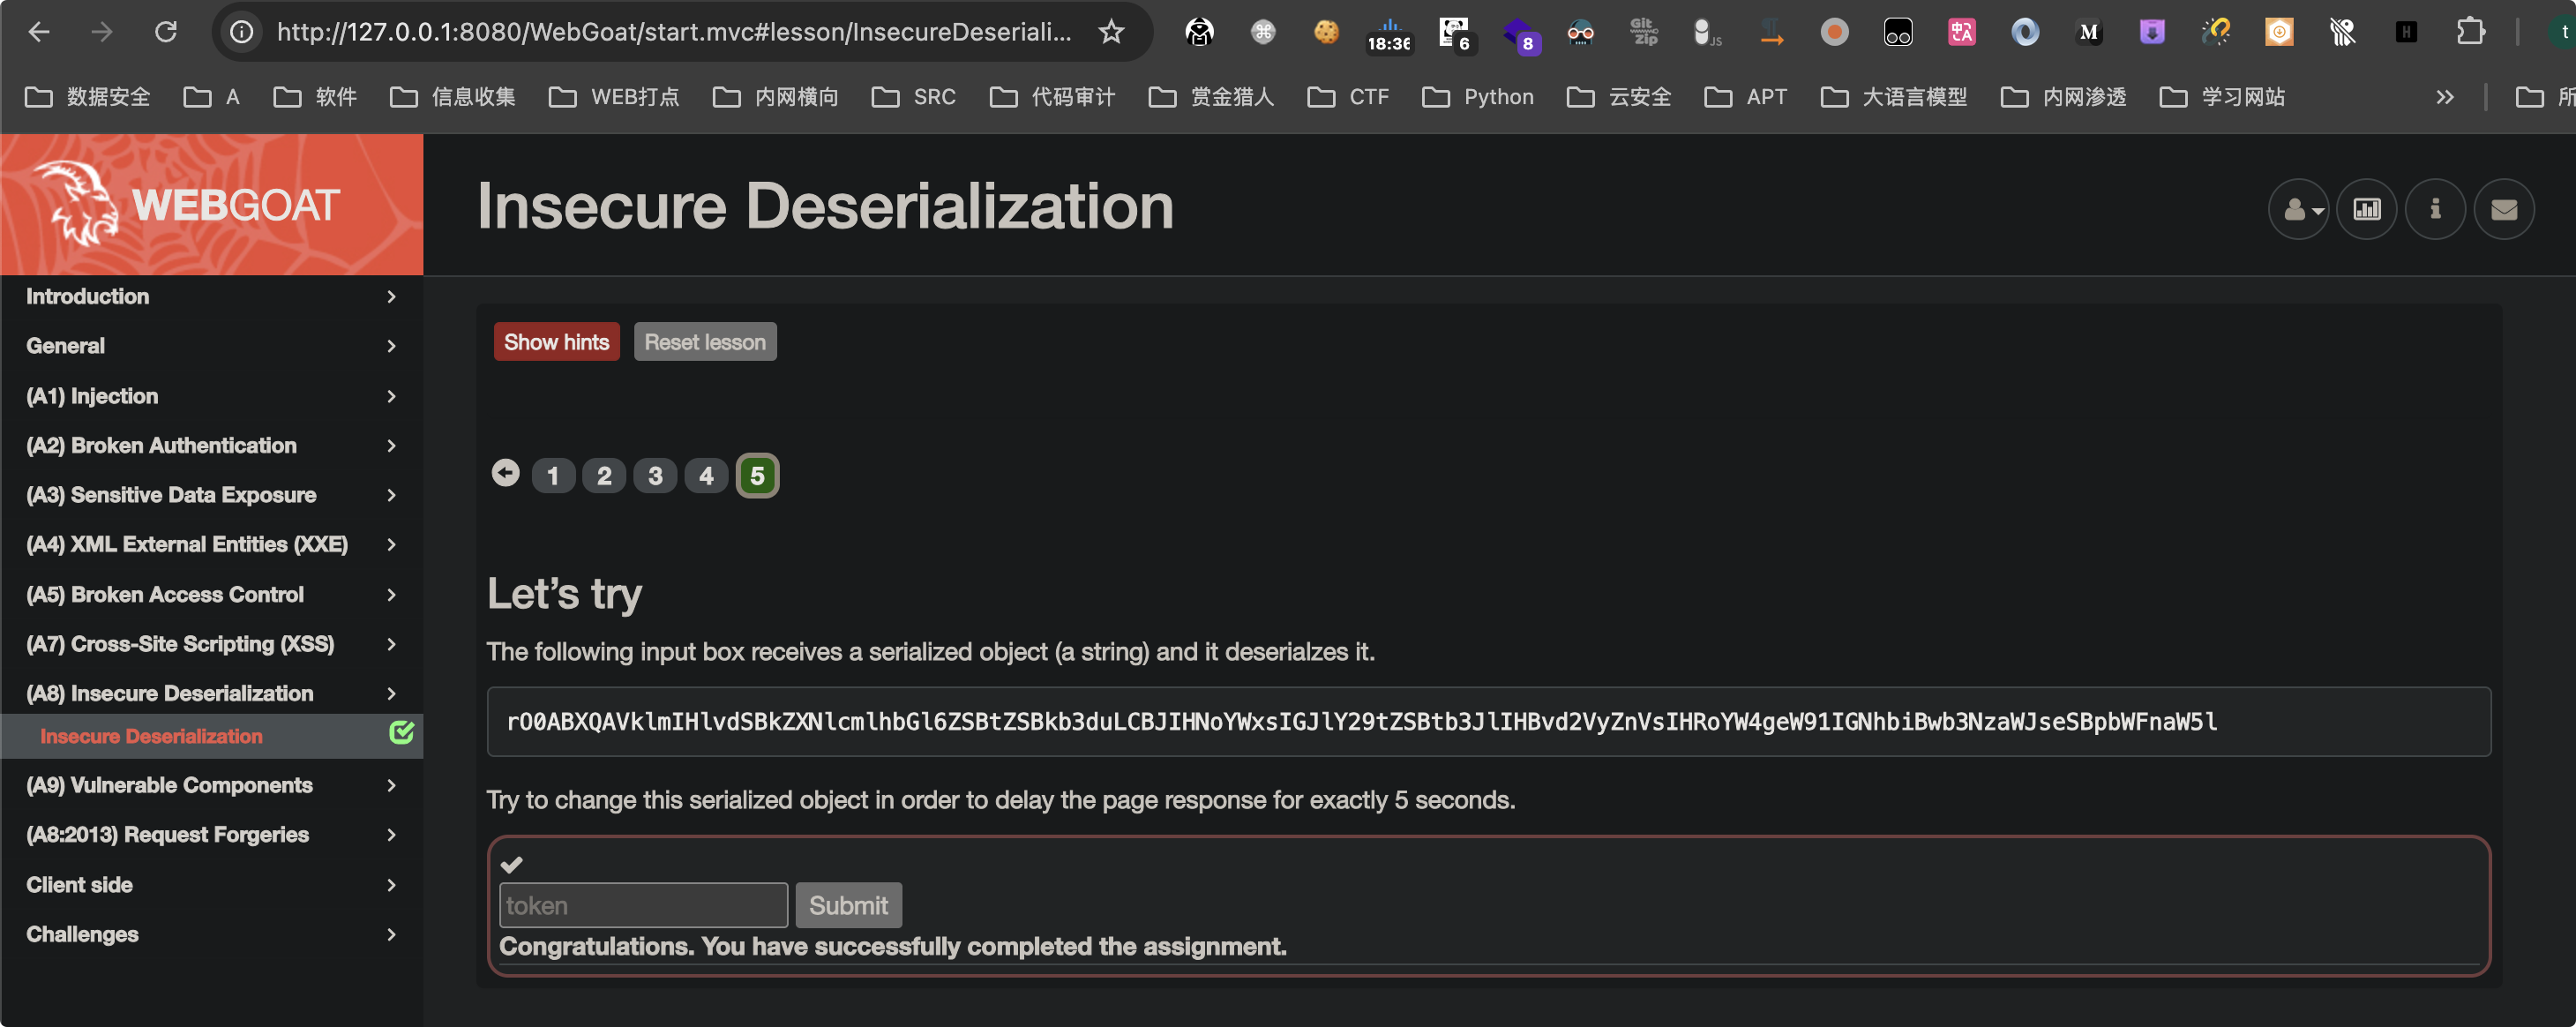 http://127.0.0.1:8080/WebGoat/start.mvc#lesson/InsecureDeseriali...
18:36
6
8
Git
Zip
JS
中A
M
H
t
数据安全 A 软件 信息收集 WEB打点 内网横向 SRC 代码审计 赏金猎人 CTF Python 云安全 APT 大语言模型 内网渗透 学习网站 所
WEBGOAT
Insecure Deserialization
Introduction
General
(A1) Injection
(A2) Broken Authentication
(A3) Sensitive Data Exposure
(A4) XML External Entities (XXE)
(A5) Broken Access Control
(A7) Cross-Site Scripting (XSS)
(A8) Insecure Deserialization
Insecure Deserialization
(A9) Vulnerable Components
(A8:2013) Request Forgeries
Client side
Challenges
Show hints Reset lesson
1 2 3 4 5
Let’s try
The following input box receives a serialized object (a string) and it deserialzes it.
rO0ABXQAVklmIHlvdSBkZXNlcmlhbGl6ZSBtZSBkb3duLCBJIHNoYWxsIGJlY29tZSBtb3JlIHBvd2VyZnVsIHRoYW4geW91IGNhbiBwb3NzaWJseSBpbWFnaW5l
Try to change this serialized object in order to delay the page response for exactly 5 seconds.
token Submit
Congratulations. You have successfully completed the assignment.